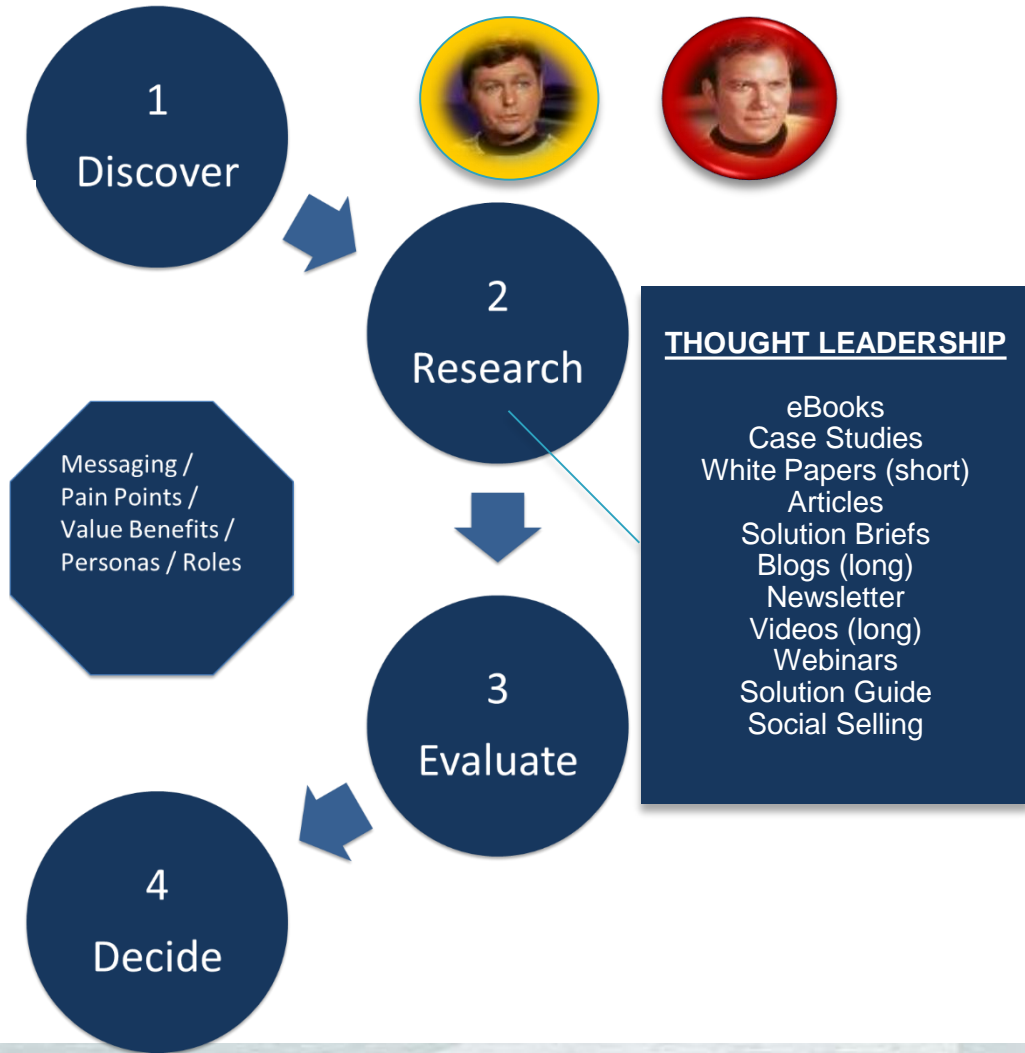 1
Discover
2
Research
THOUGHT LEADERSHIP
eBooks
Case Studies
White Papers (short)
Articles
Solution Briefs
Blogs (long)
Newsletter
Videos (long)
Webinars
Solution Guide
Social Selling
Messaging /
Pain Points /
Value Benefits /
Personas / Roles
3
Evaluate
4
Decide